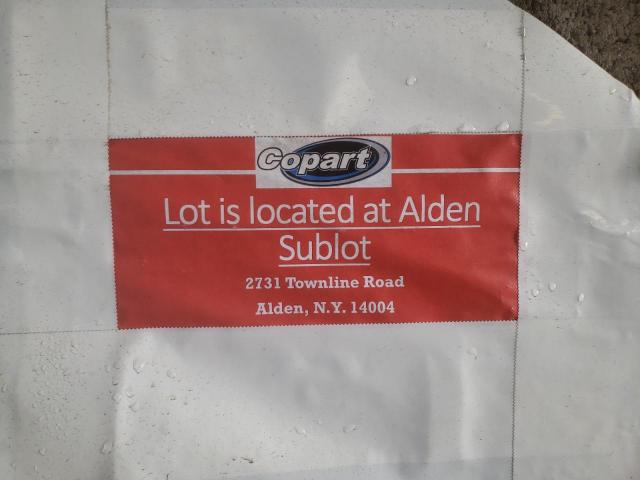 Copart
Lot is located at Alden
Sublot
2731 Townline Road
Alden, N.Y. 14004